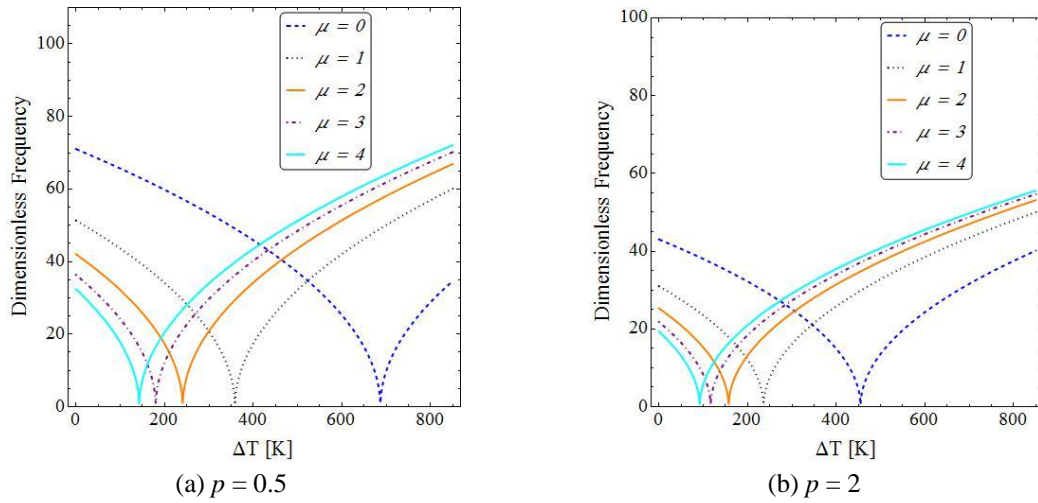 100
80
60
40
20
0
Dimensionless Frequency
μ = 0
μ = 1
μ = 2
μ = 3
μ = 4
0 200 400 600 800
ΔT [K]
(a) p = 0.5
100
80
60
40
20
0
Dimensionless Frequency
μ = 0
μ = 1
μ = 2
μ = 3
μ = 4
0 200 400 600 800
ΔT [K]
(b) p = 2